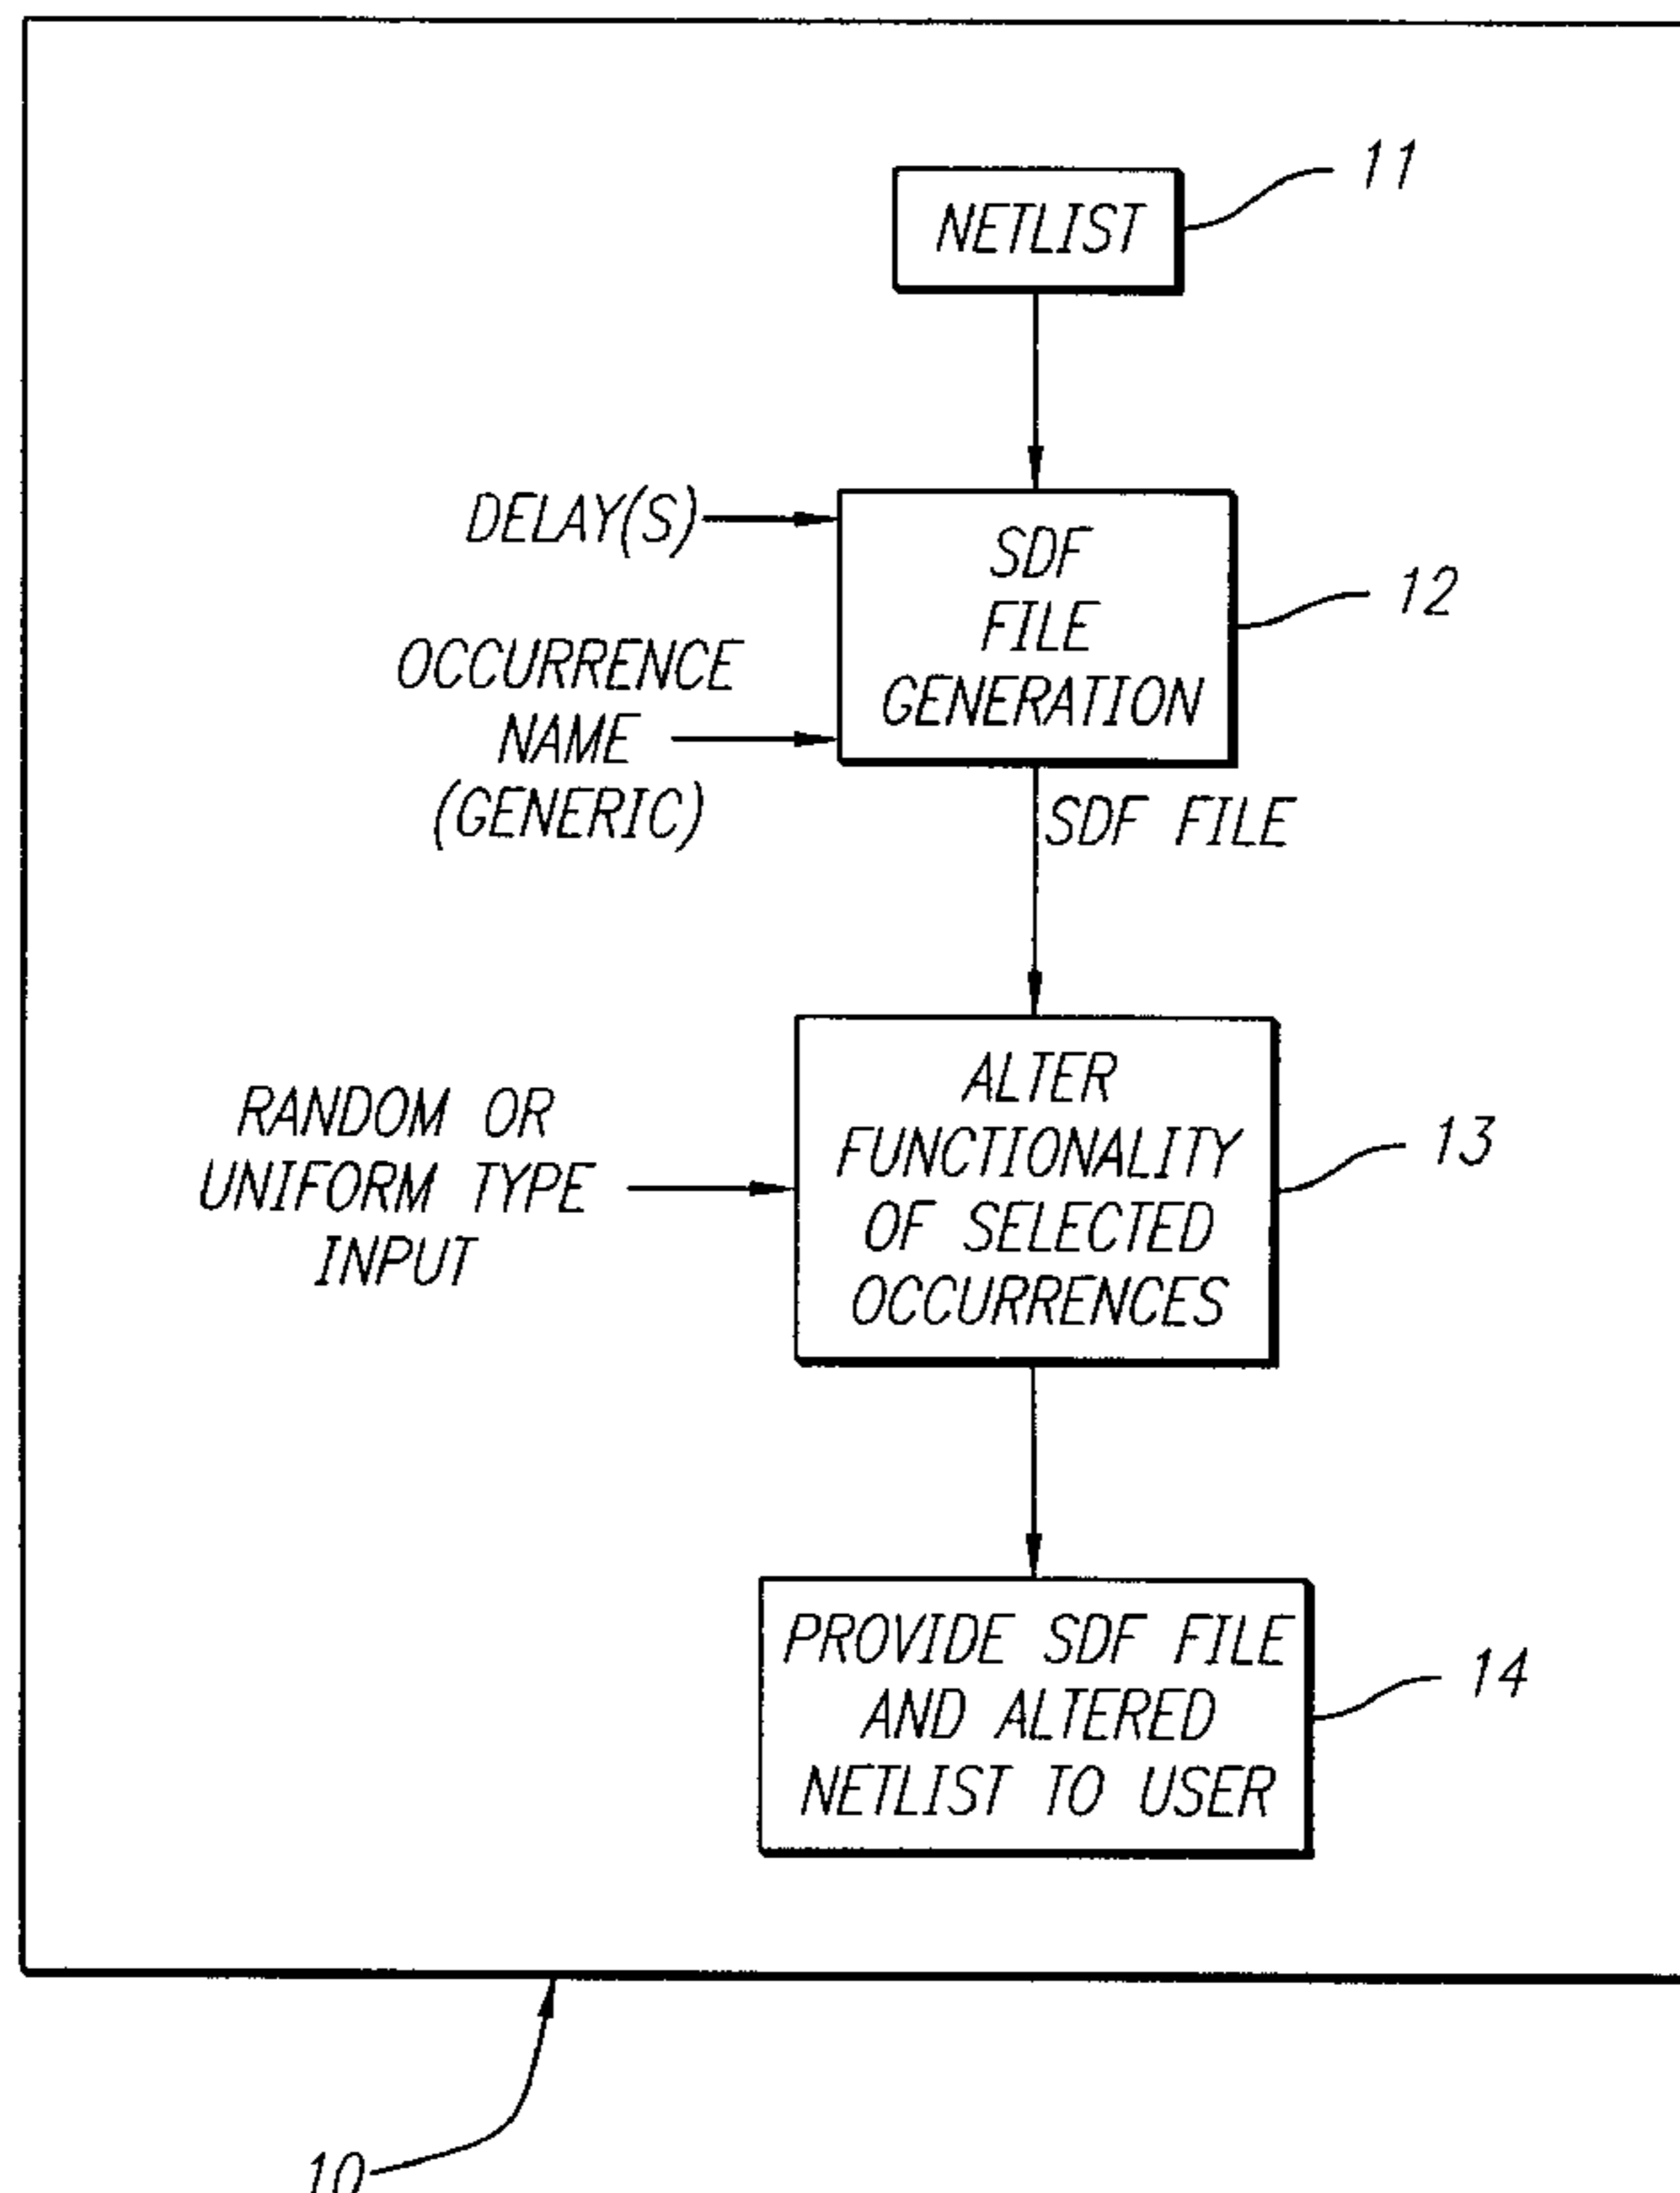 11
NETLIST
DELAY(S)
SDF
FILE
GENERATION
12
OCCURRENCE
NAME
(GENERIC)
SDF FILE
RANDOM OR
UNIFORM TYPE
INPUT
ALTER
FUNCTIONALITY
OF SELECTED
OCCURRENCES
13
PROVIDE SDF FILE
AND ALTERED
NETLIST TO USER
14
10